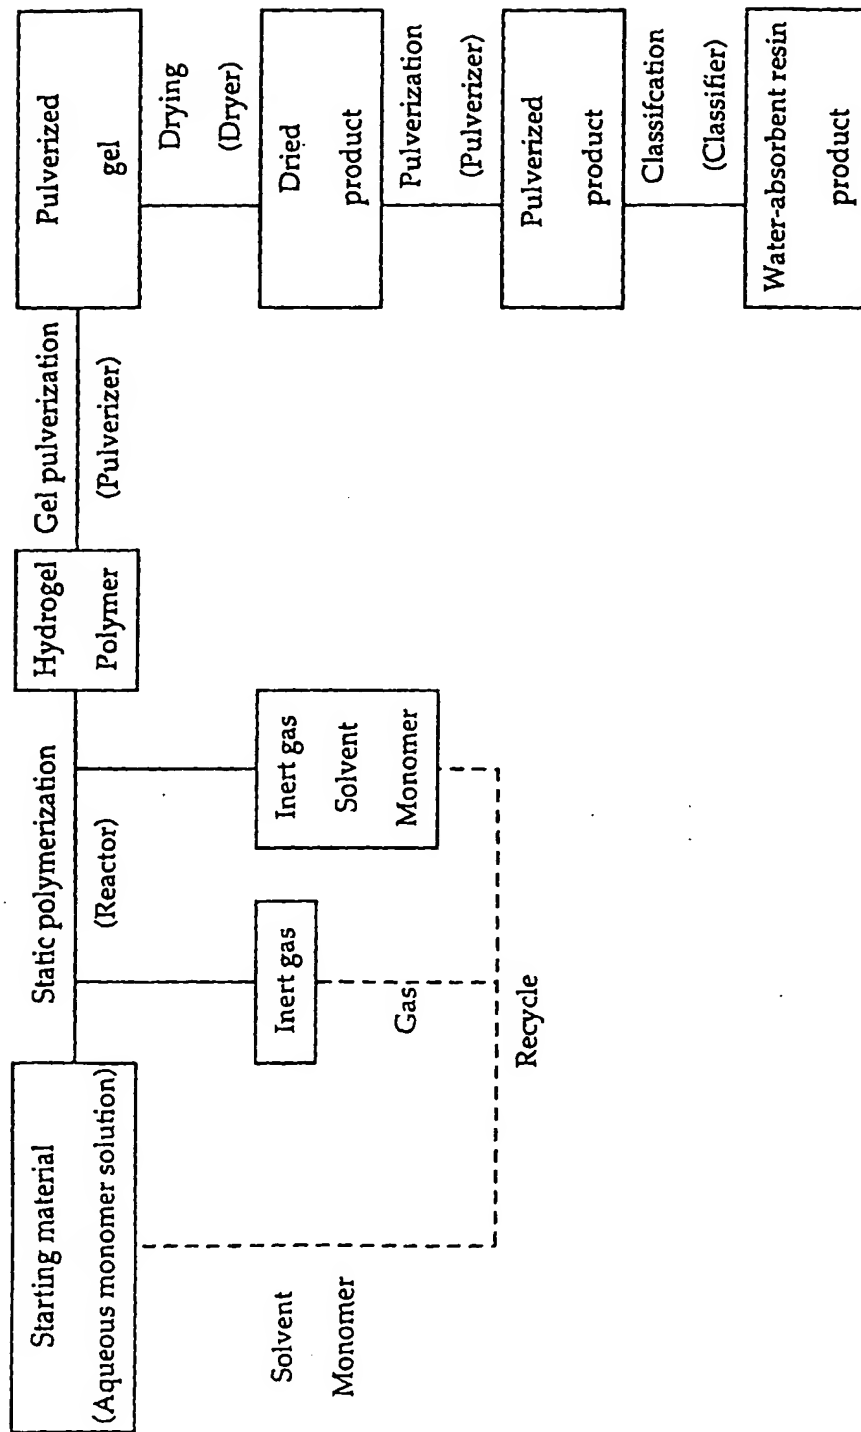 Starting material
(Aqueous monomer solution)
Static polymerization
(Reactor)
Hydrogel
Polymer
Gel pulverization
(Pulverizer)
Pulverized
gel
Drying
(Dryer)
Dried
product
Pulverization
(Pulverizer)
Pulverized
product
Classifcation
(Classifier)
Water-absorbent resin
product
Inert gas
Gas
Inert gas
Solvent
Monomer
Solvent
Monomer
Recycle